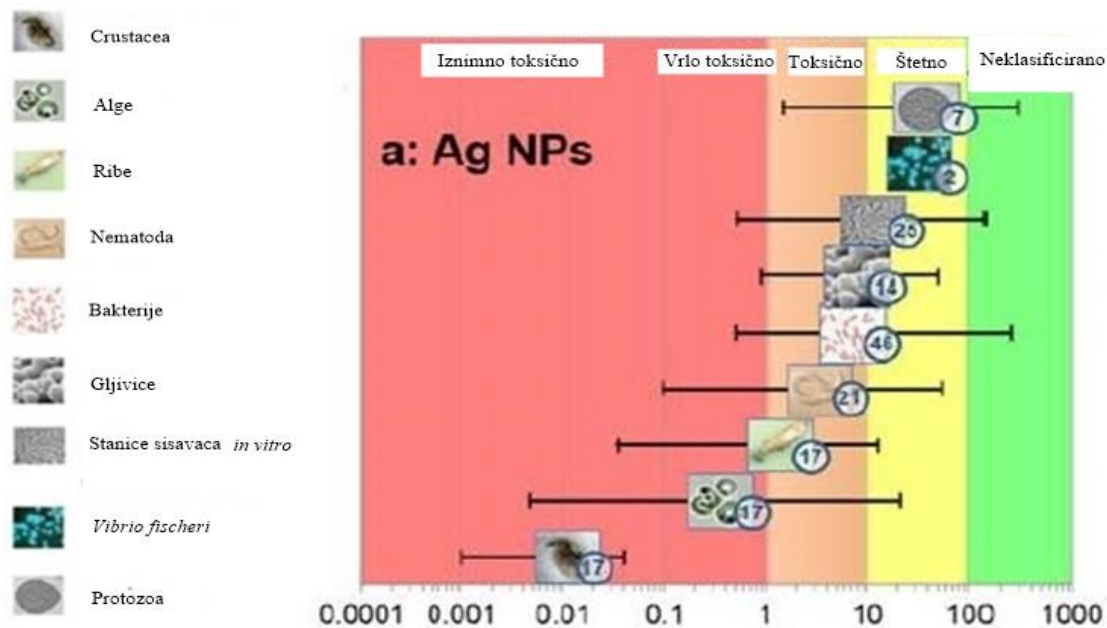 Crustacea
Alge
Ribe
Nematoda
Bakterije
Gljivice
Stanice sisavaca in vitro
Vibrio fischeri
Protozoa
Iznimno toksično Vrlo toksično Toksično Štetno Neklasificirano
a: Ag NPs
7
2
25
14
46
21
17
17
17
0.0001 0.001 0.01 0.1 1 10 100 1000